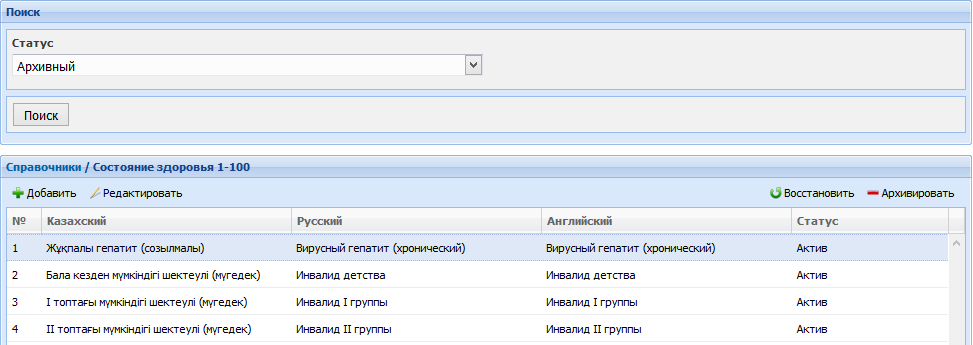 Поиск
Статус
Архивный
Поиск
Справочники / Состояние здоровья 1-100
Добавить Редактировать Восстановить Архивировать
№ Казахский Русский Английский Статус
1 Жұқпалы гепатит (созылмалы) Вирусный гепатит (хронический) Вирусный гепатит (хронический) Актив
2 Бала кезден мүмкіндігі шектеулі (мүгедек) Инвалид детства Инвалид детства Актив
3 I топтағы мүмкіндігі шектеулі (мүгедек) Инвалид I группы Инвалид I группы Актив
4 II топтағы мүмкіндігі шектеулі (мүгедек) Инвалид II группы Инвалид II группы Актив